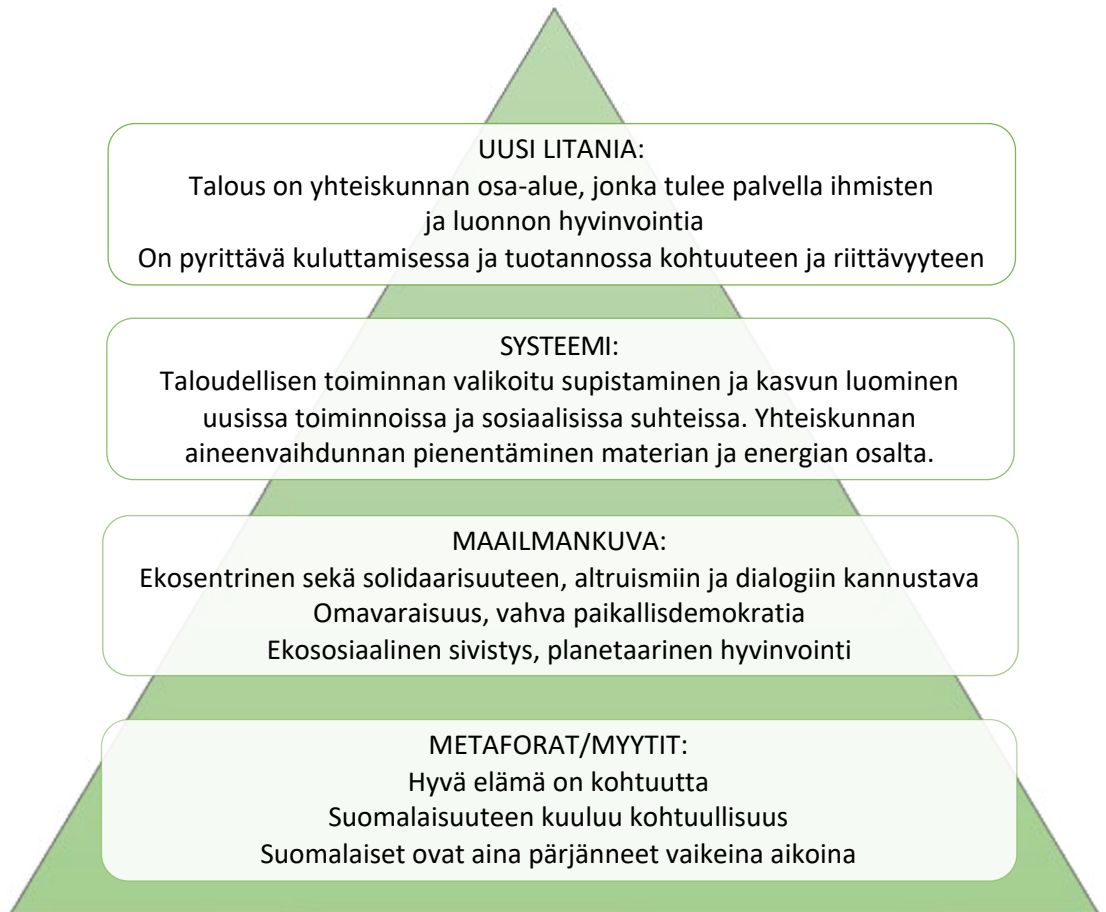 UUSI LITANIA:
Talous on yhteiskunnan osa-alue, jonka tulee palvella ihmisten
ja luonnon hyvinvointia
On pyrittävä kuluttamisessa ja tuotannossa kohtuuteen ja riittävyyteen
SYSTEEMI:
Taloudellisen toiminnan valikoitu supistaminen ja kasvun luominen
uusissa toiminnoissa ja sosiaalisissa suhteissa. Yhteiskunnan
aineenvaihdunnan pienentäminen materian ja energian osalta.
MAAILMANKUVA:
Ekosentrinen sekä solidaarisuuteen, altruismiin ja dialogiin kannustava
Omavaraisuus, vahva paikallisdemokratia
Ekososiaalinen sivistys, planetaarinen hyvinvointi
METAFORAT/MYYTIT:
Hyvä elämä on kohtuutta
Suomalaisuuteen kuuluu kohtuullisuus
Suomalaiset ovat aina pärjänneet vaikeina aikoina